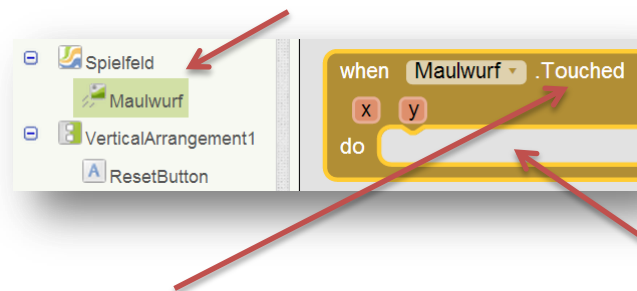 Spielfeld
Maulwurf
VerticalArrangement1
A ResetButton
when Maulwurf .Touched
x y
do